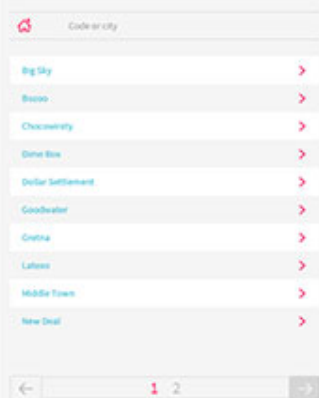 Code or city
Big Sky
Bozoo
Chocowinity
Dime Box
Dollar Settlement
Goodwater
Gretna
Latexo
Middle Town
New Deal
1 2